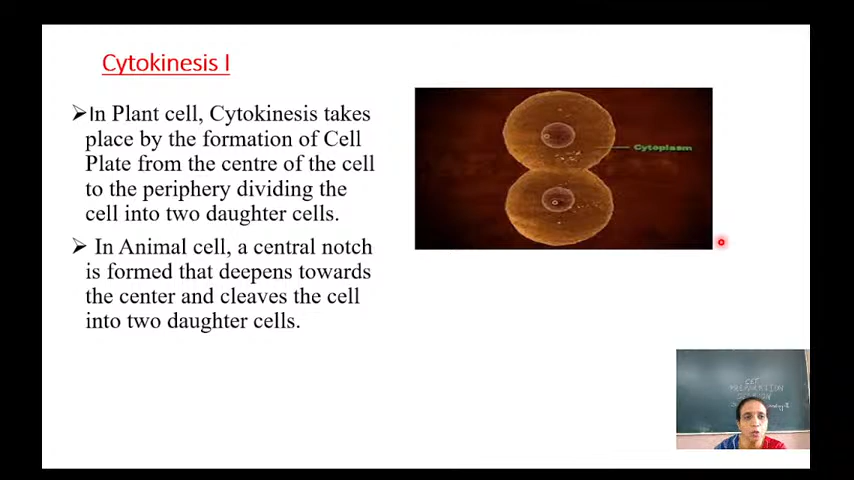 Cytokinesis I
➢In Plant cell, Cytokinesis takes
place by the formation of Cell
Plate from the centre of the cell
to the periphery dividing the
cell into two daughter cells.
➢ In Animal cell, a central notch
is formed that deepens towards
the center and cleaves the cell
into two daughter cells.
Cytoplasm
CET
PREPARATION